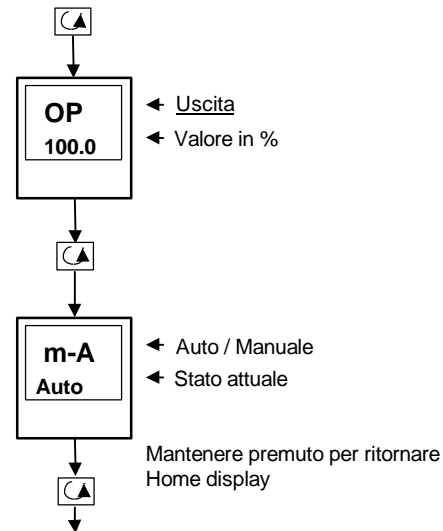 OP
Uscita
100.0
Valore in %
m-A
Auto / Manuale
Auto
Stato attuale
Mantenere premuto per ritornare
Home display